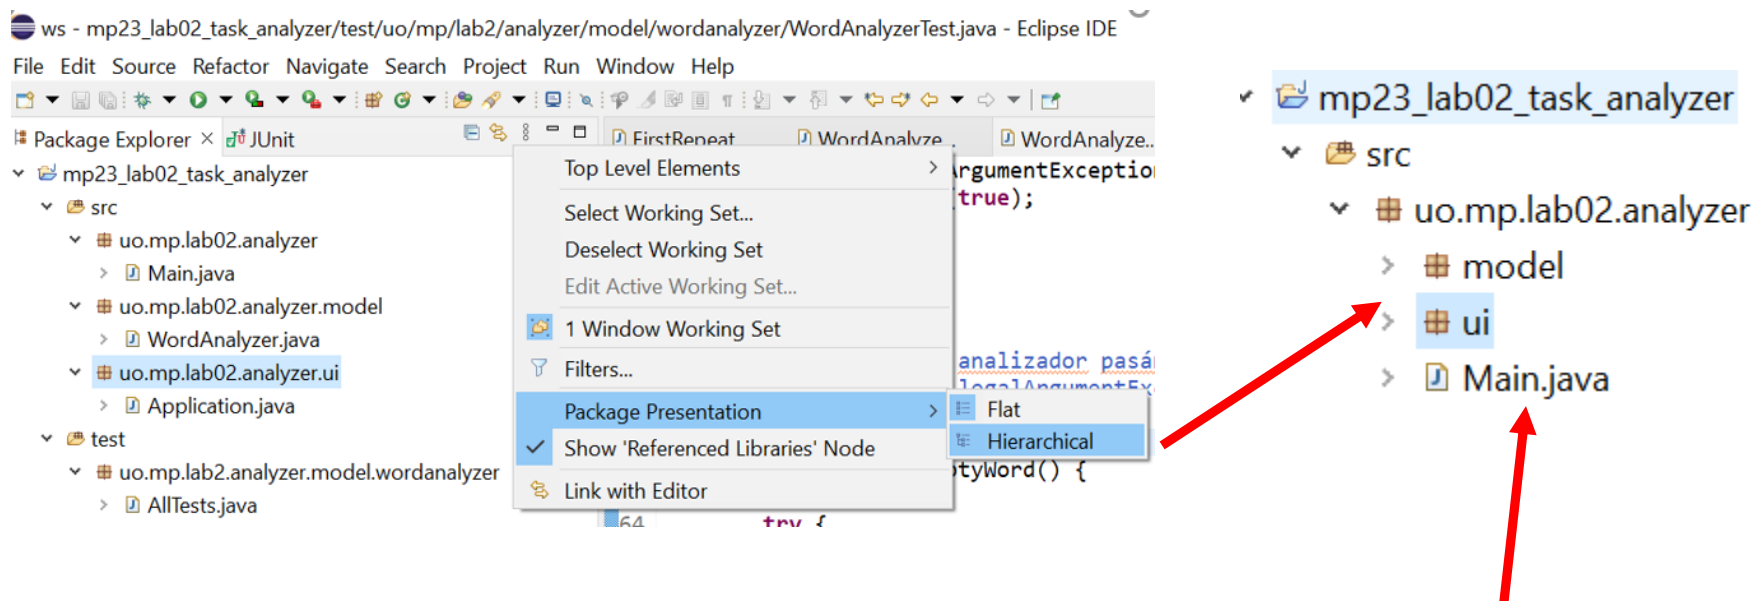 ws - mp23_lab02_task_analyzer/test/uo/mp/lab2/analyzer/model/wordanalyzer/WordAnalyzerTest.java - Eclipse IDE
File Edit Source Refactor Navigate Search Project Run Window Help
Package Explorer × JUnit
FirstRepeat WordAnalyze.. WordAnalyze..
mp23_lab02_task_analyzer
src
uo.mp.lab02.analyzer
Main.java
uo.mp.lab02.analyzer.model
WordAnalyzer.java
uo.mp.lab02.analyzer.ui
Application.java
test
uo.mp.lab2.analyzer.model.wordanalyzer
AllTests.java
Top Level Elements
Select Working Set...
Deselect Working Set
Edit Active Working Set...
1 Window Working Set
Filters...
Package Presentation
Show 'Referenced Libraries' Node
Link with Editor
Flat
Hierarchical
ArgumentExceptio
true);
analizador pasá
legalArgumentEx
tyWord() {
64 try {
mp23_lab02_task_analyzer
src
uo.mp.lab02.analyzer
model
ui
Main.java